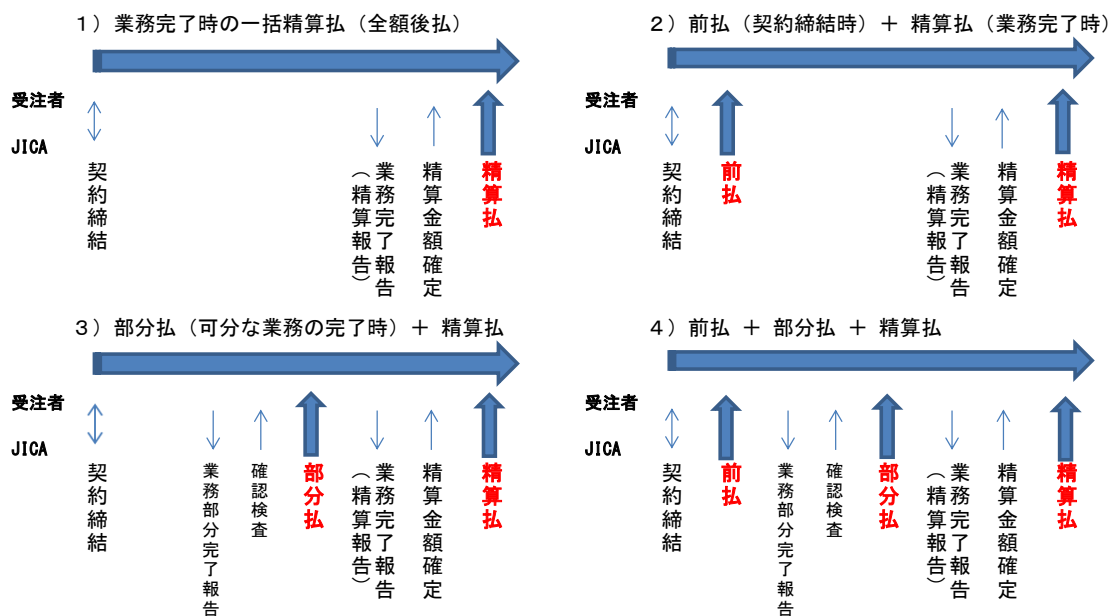 1)業務完了時の一括精算払(全額後払)
受注者
JICA
契約締結
業務完了報告
(精算報告)
精算金額確定
精算払
2)前払(契約締結時)+ 精算払(業務完了時)
受注者
JICA
契約締結
前払
業務完了報告
(精算報告)
精算金額確定
精算払
3)部分払(可分な業務の完了時)+ 精算払
受注者
JICA
契約締結
業務部分完了報告
確認検査
部分払
業務完了報告
(精算報告)
精算金額確定
精算払
4)前払 + 部分払 + 精算払
受注者
JICA
契約締結
前払
業務部分完了報告
確認検査
部分払
業務完了報告
(精算報告)
精算金額確定
精算払